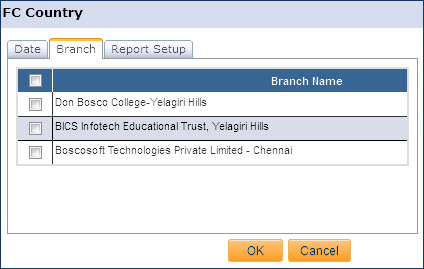 FC Country
Date Branch Report Setup
Branch Name
Don Bosco College-Yelagiri Hills
BICS Infotech Educational Trust, Yelagiri Hills
Boscosoft Technologies Private Limited - Chennai
OK Cancel